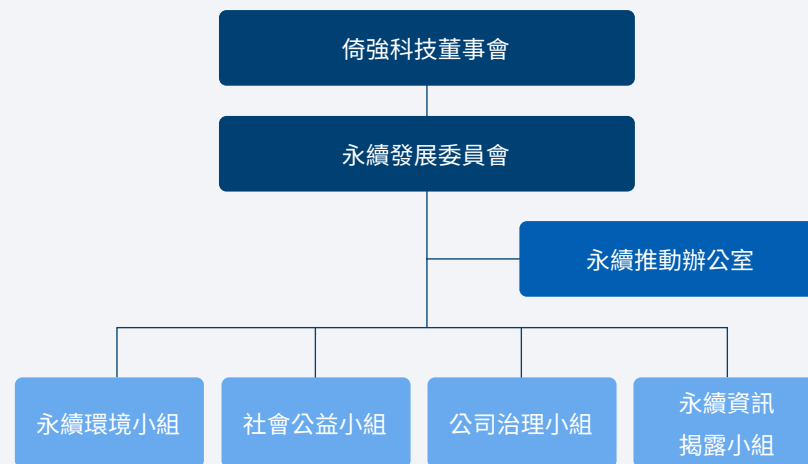 倚強科技董事會
永續發展委員會
永續推動辦公室
永續環境小組
社會公益小組
公司治理小組
永續資訊
揭露小組